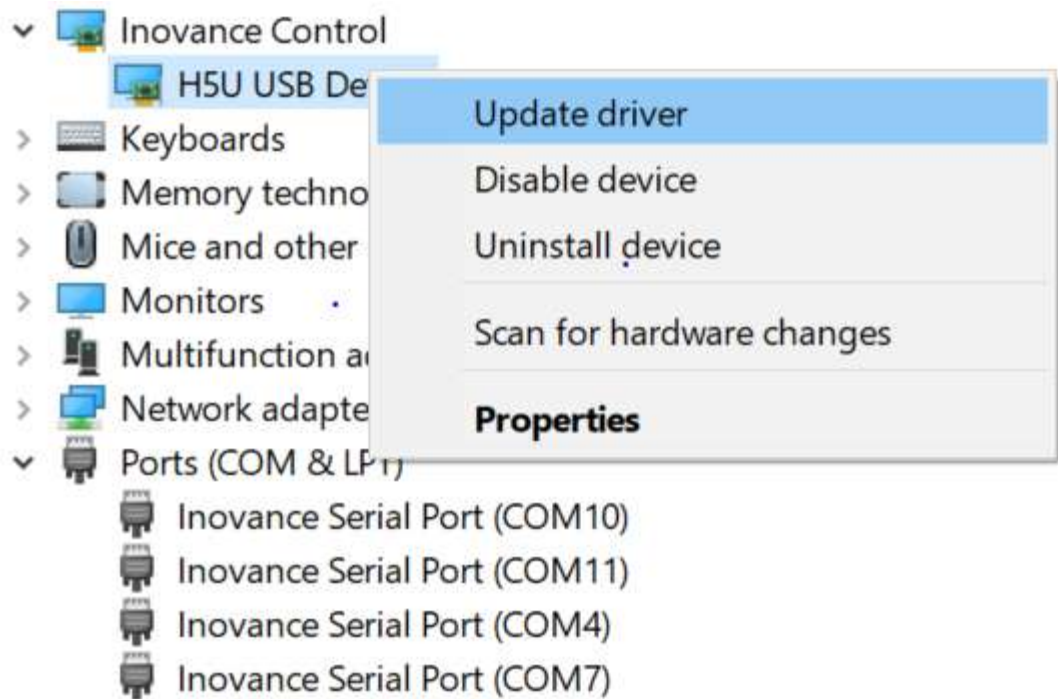 Inovance Control
H5U USB De
Update driver
Keyboards
Disable device
Memory techno
Mice and other
Uninstall device
Monitors
Scan for hardware changes
Multifunction a
Network adapte
Properties
Ports (COM & LPT)
Inovance Serial Port (COM10)
Inovance Serial Port (COM11)
Inovance Serial Port (COM4)
Inovance Serial Port (COM7)